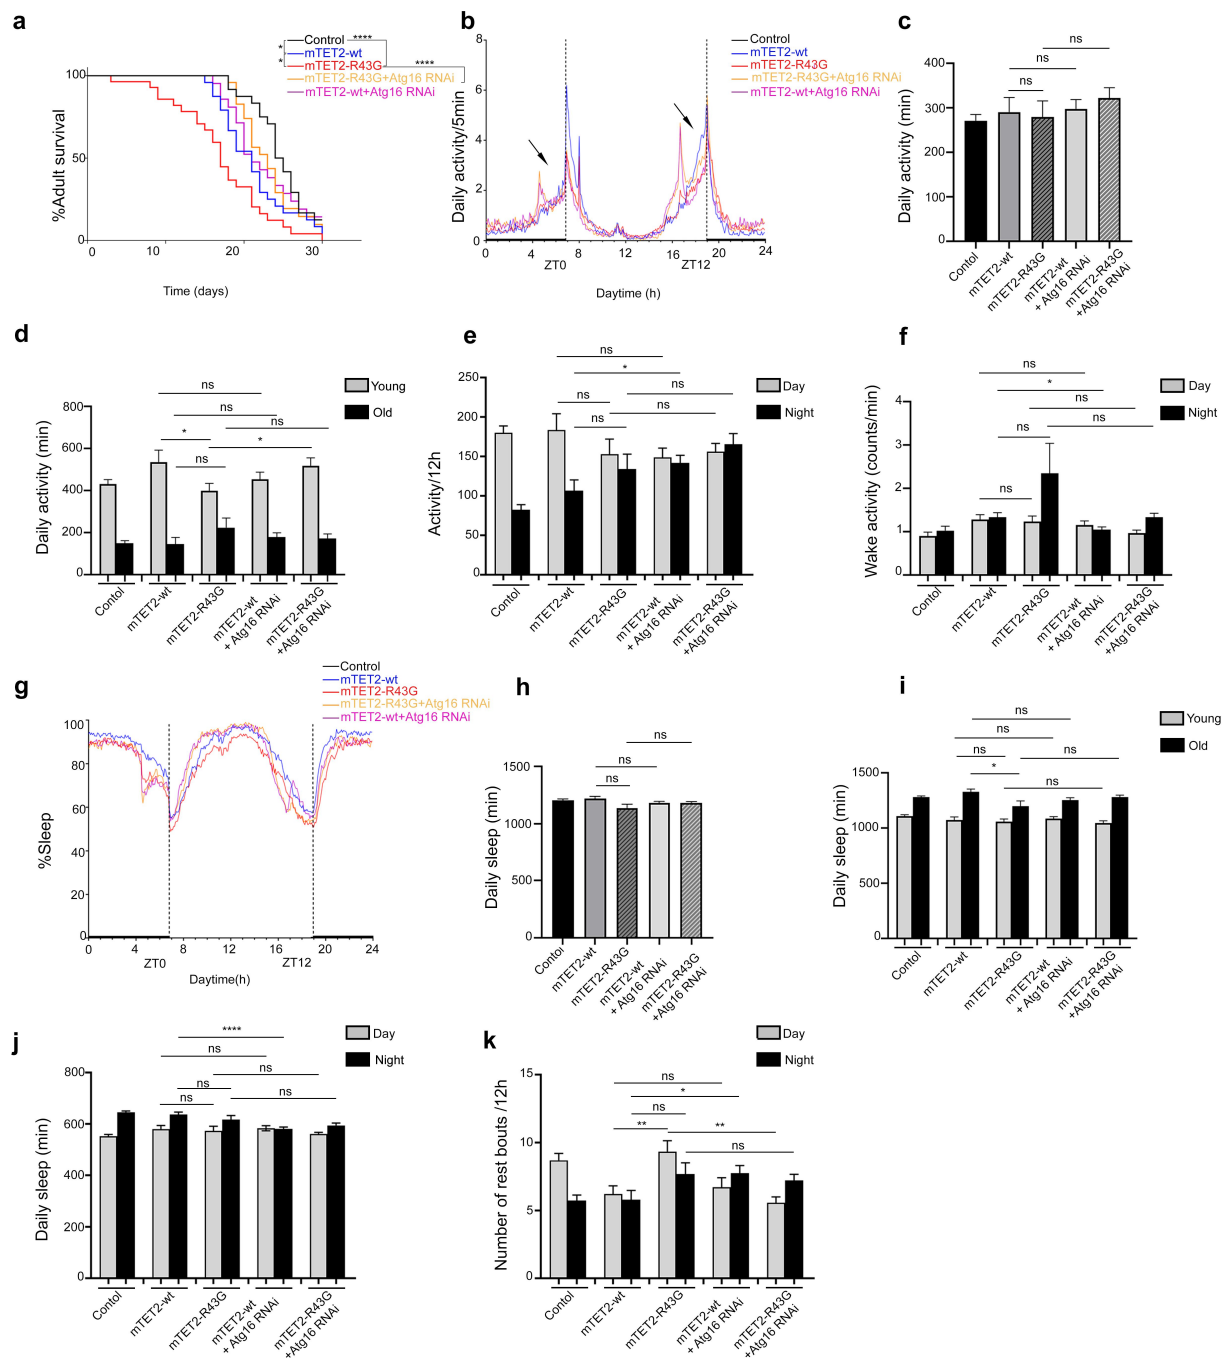 a
Control
mTET2-wt
mTET2-R43G
mTET2-R43G+Atg16 RNAi
mTET2-wt+Atg16 RNAi
****
*
*
****
%Adult survival
100
50
0
0 10 20 30
Time (days)
b
Control
mTET2-wt
mTET2-R43G
mTET2-R43G+Atg16 RNAi
mTET2-wt+Atg16 RNAi
Daily activity/5min
8
6
4
2
0
0 4 8 12 16 20 24
ZT0 ZT12
Daytime (h)
c
ns
ns
ns
Daily activity (min)
400
300
200
100
0
Contol
mTET2-wt
mTET2-R43G
mTET2-wt
+ Atg16 RNAi
mTET2-R43G
+Atg16 RNAi
d
Young
Old
ns
ns
ns
*
*
ns
Daily activity (min)
800
600
400
200
0
Contol
mTET2-wt
mTET2-R43G
mTET2-wt
+ Atg16 RNAi
mTET2-R43G
+Atg16 RNAi
e
Day
Night
ns
*
ns
ns
ns
ns
Activity/12h
250
200
150
100
50
0
Contol
mTET2-wt
mTET2-R43G
mTET2-wt
+ Atg16 RNAi
mTET2-R43G
+Atg16 RNAi
f
Day
Night
ns
*
ns
ns
ns
ns
Wake activity (counts/min)
4
3
2
1
0
Contol
mTET2-wt
mTET2-R43G
mTET2-wt
+ Atg16 RNAi
mTET2-R43G
+Atg16 RNAi
g
Control
mTET2-wt
mTET2-R43G
mTET2-R43G+Atg16 RNAi
mTET2-wt+Atg16 RNAi
%Sleep
100
80
60
40
20
0
0 4 8 12 16 20 24
ZT0 ZT12
Daytime(h)
h
ns
ns
ns
Daily sleep (min)
1500
1000
500
0
Contol
mTET2-wt
mTET2-R43G
mTET2-wt
+Atg16 RNAi
mTET2-R43G
+Atg16 RNAi
i
Young
Old
ns
ns
ns
ns
*
ns
Daily sleep (min)
1500
1000
500
0
Contol
mTET2-wt
mTET2-R43G
mTET2-wt
+ Atg16 RNAi
mTET2-R43G
+Atg16 RNAi
j
Day
Night
****
ns
ns
ns
ns
ns
Daily sleep (min)
800
600
400
200
0
Contol
mTET2-wt
mTET2-R43G
mTET2-wt
+ Atg16 RNAi
mTET2-R43G
+Atg16 RNAi
k
Day
Night
ns
*
ns
**
**
ns
Number of rest bouts /12h
15
10
5
0
Contol
mTET2-wt
mTET2-R43G
mTET2-wt
+ Atg16 RNAi
mTET2-R43G
+Atg16 RNAi